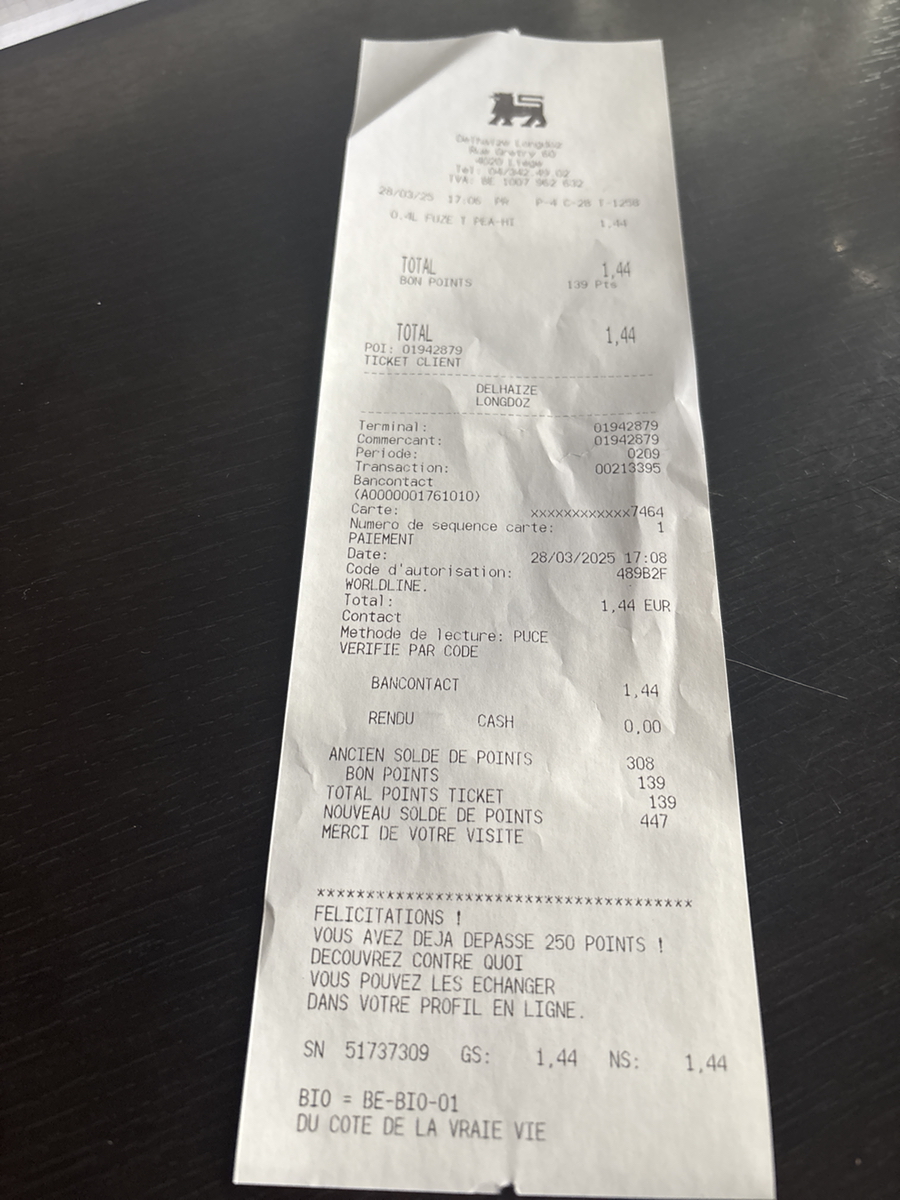 Delhaize Longdoz
Rue Gretry 60
4020 Liege
Tel: 04/342.49.02
TVA: BE 1007 962 632
28/03/25 17:06 PR P-4 C-28 T-1258
0.4L FUZE T PEA-HI 1,44
TOTAL 1,44
BON POINTS 139 Pts
TOTAL 1,44
POI: 01942879
TICKET CLIENT
DELHAIZE
LONGDOZ
Terminal: 01942879
Commercant: 01942879
Periode: 0209
Transaction: 00213395
Bancontact
(A0000001761010)
Carte: xxxxxxxxxxxx7464
Numero de sequence carte: 1
PAIEMENT
Date: 28/03/2025 17:08
Code d'autorisation: 489B2F
WORLDLINE.
Total: 1,44 EUR
Contact
Methode de lecture: PUCE
VERIFIE PAR CODE
BANCONTACT 1,44
RENDU CASH 0,00
ANCIEN SOLDE DE POINTS 308
BON POINTS 139
TOTAL POINTS TICKET 139
NOUVEAU SOLDE DE POINTS 447
MERCI DE VOTRE VISITE
***************************************
FELICITATIONS !
VOUS AVEZ DEJA DEPASSE 250 POINTS !
DECOUVREZ CONTRE QUOI
VOUS POUVEZ LES ECHANGER
DANS VOTRE PROFIL EN LIGNE.
SN 51737309 GS: 1,44 NS: 1,44
BIO = BE-BIO-01
DU COTE DE LA VRAIE VIE